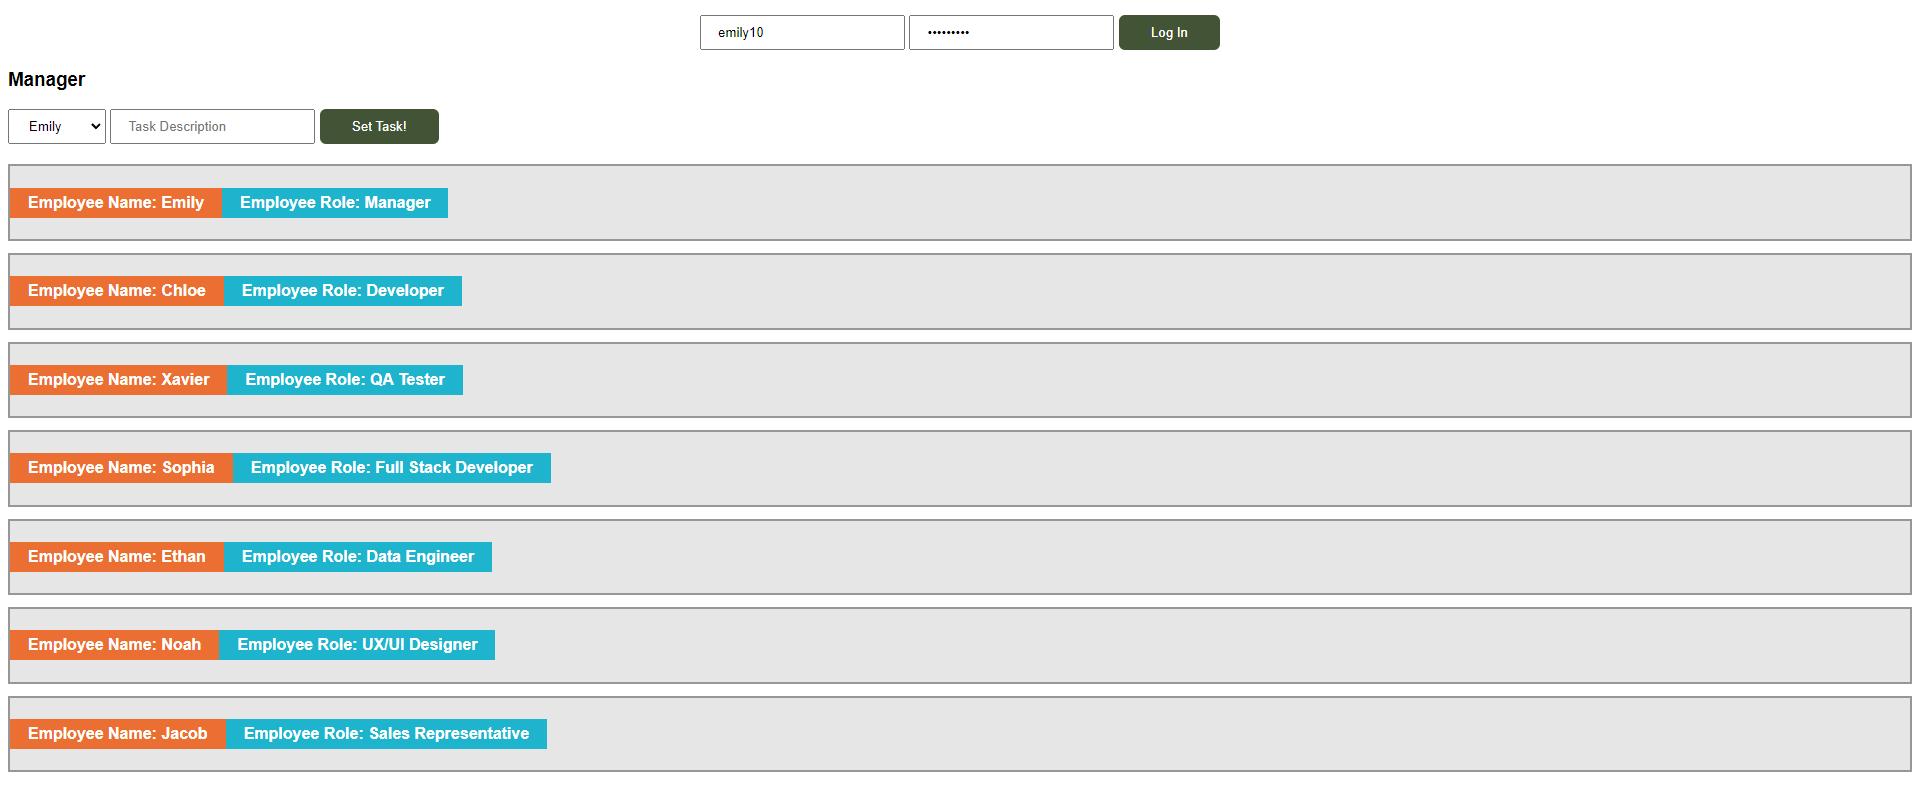 emily10 ••••••••• Log In
Manager
Emily Task Description Set Task!
Employee Name: Emily Employee Role: Manager
Employee Name: Chloe Employee Role: Developer
Employee Name: Xavier Employee Role: QA Tester
Employee Name: Sophia Employee Role: Full Stack Developer
Employee Name: Ethan Employee Role: Data Engineer
Employee Name: Noah Employee Role: UX/UI Designer
Employee Name: Jacob Employee Role: Sales Representative